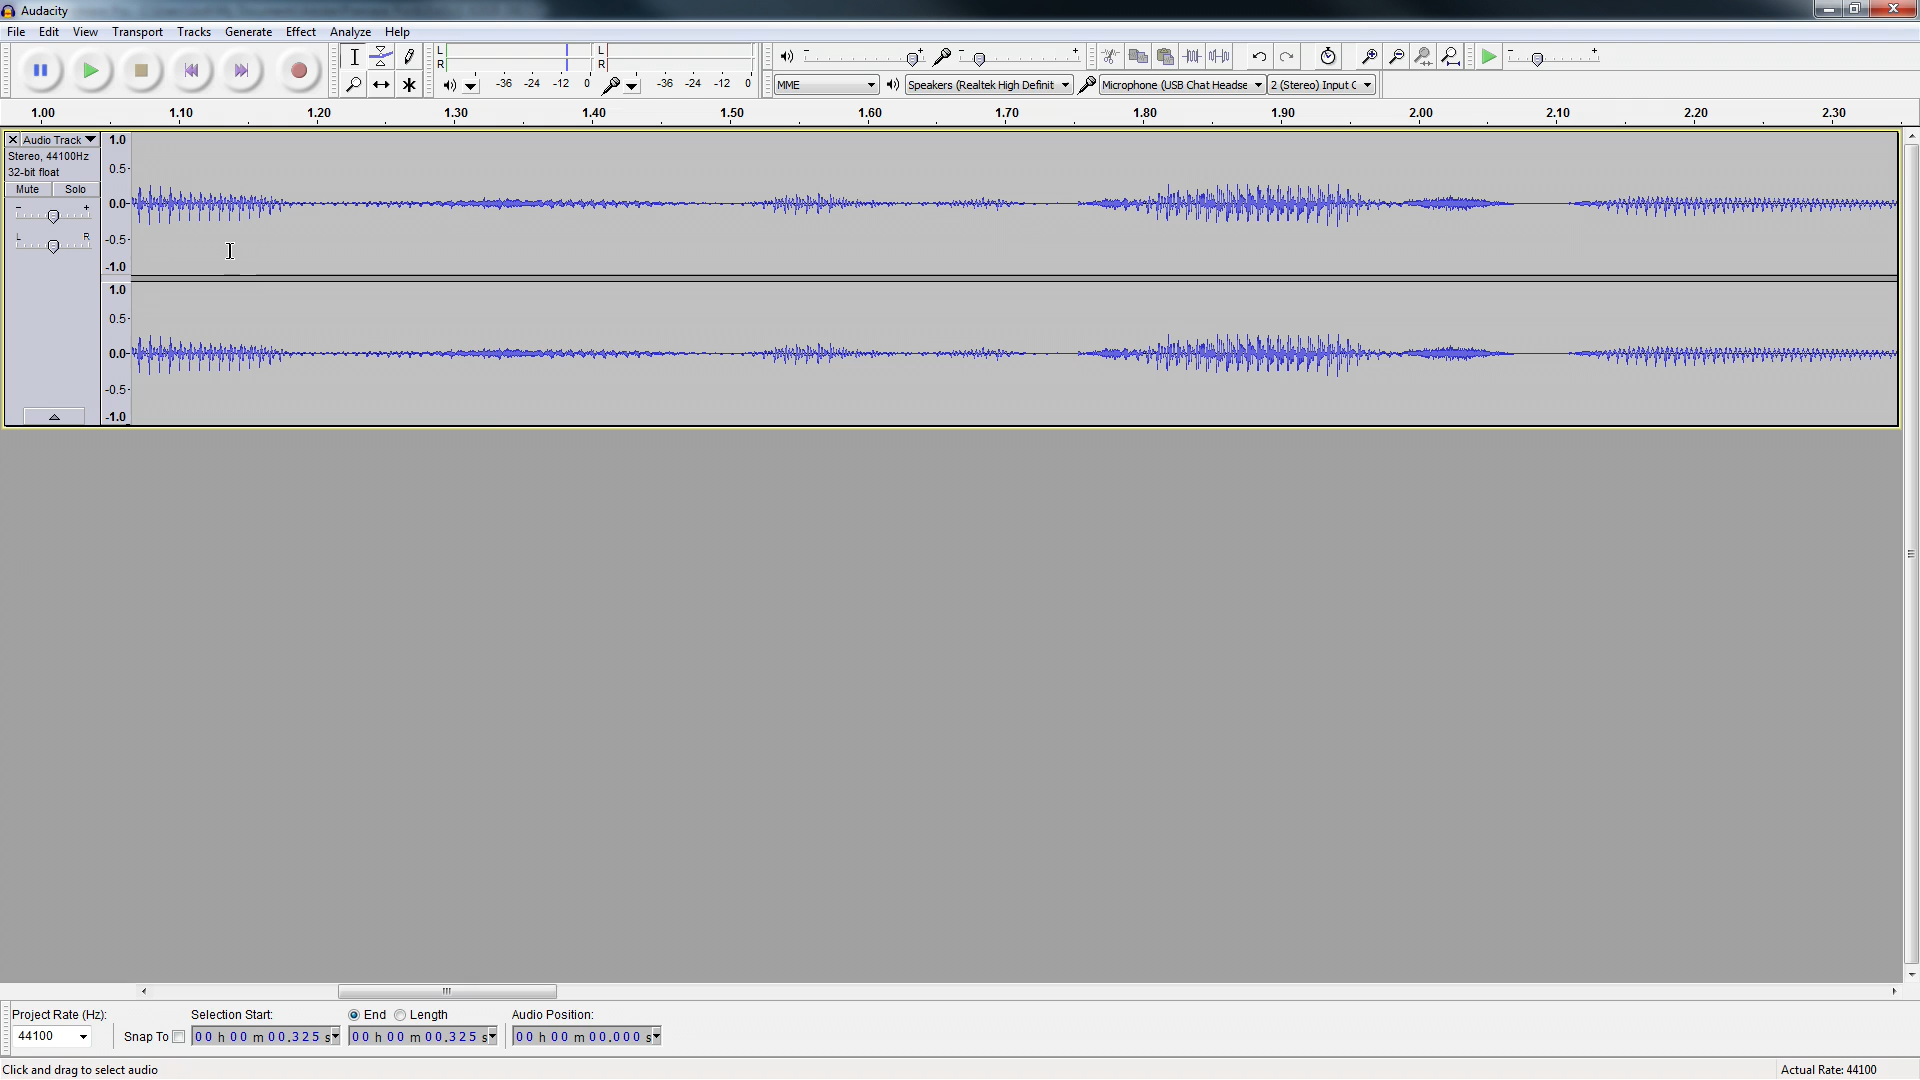 Audacity
File Edit View Transport Tracks Generate Effect Analyze Help
L L
R R
- + - + - +
-36 -24 -12 0 -36 -24 -12 0
MME Speakers (Realtek High Definit Microphone (USB Chat Headse 2 (Stereo) Input C
1.00 1.10 1.20 1.30 1.40 1.50 1.60 1.70 1.80 1.90 2.00 2.10 2.20 2.30
Audio Track
Stereo, 44100Hz
32-bit float
Mute Solo
- +
L R
1.0
0.5
0.0
-0.5
-1.0
1.0
0.5
0.0
-0.5
-1.0
Project Rate (Hz): Selection Start: End Length Audio Position:
44100 Snap To 00 h 00 m 00.325 s 00 h 00 m 00.325 s 00 h 00 m 00.000 s
Click and drag to select audio Actual Rate: 44100